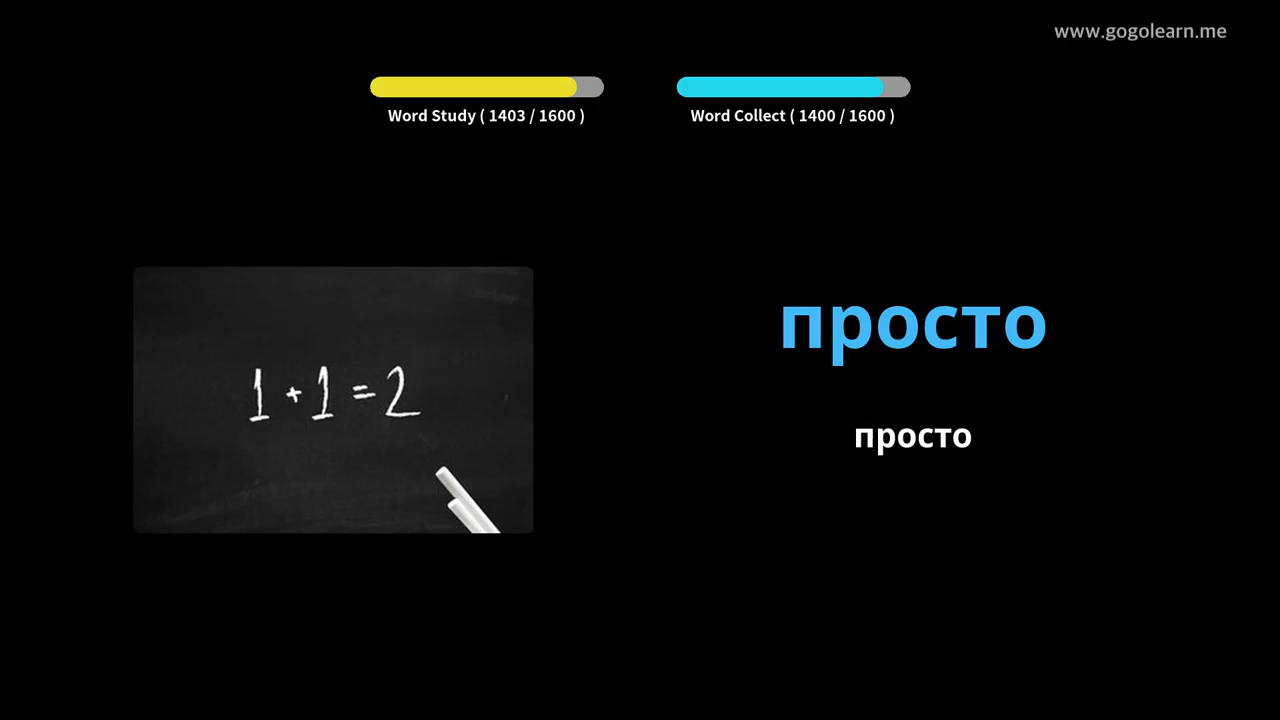 www.gogolearn.me
Word Study ( 1403 / 1600 )
Word Collect ( 1400 / 1600 )
1 + 1 = 2
просто
просто